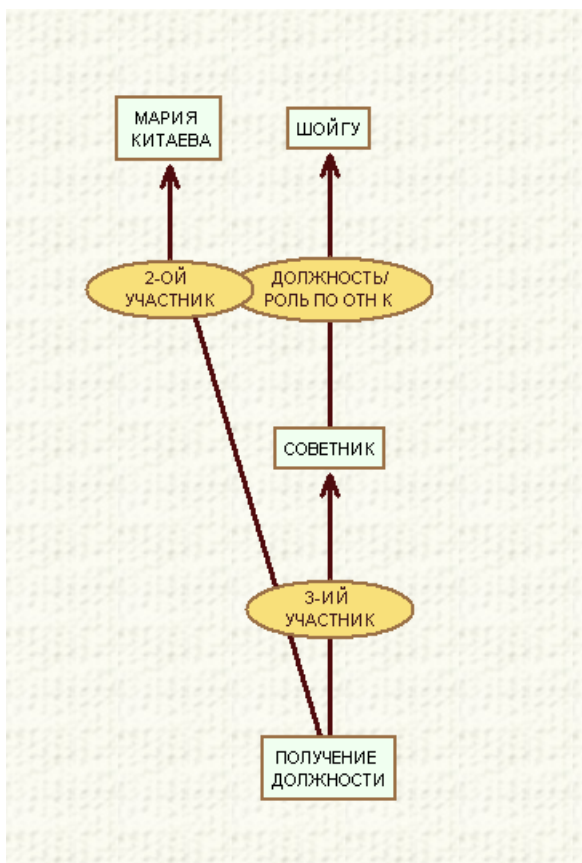 МАРИЯ
КИТАЕВА
ШОЙГУ
2-ОЙ
УЧАСТНИК
ДОЛЖНОСТЬ/
РОЛЬ ПО ОТН К
СОВЕТНИК
3-ИЙ
УЧАСТНИК
ПОЛУЧЕНИЕ
ДОЛЖНОСТИ